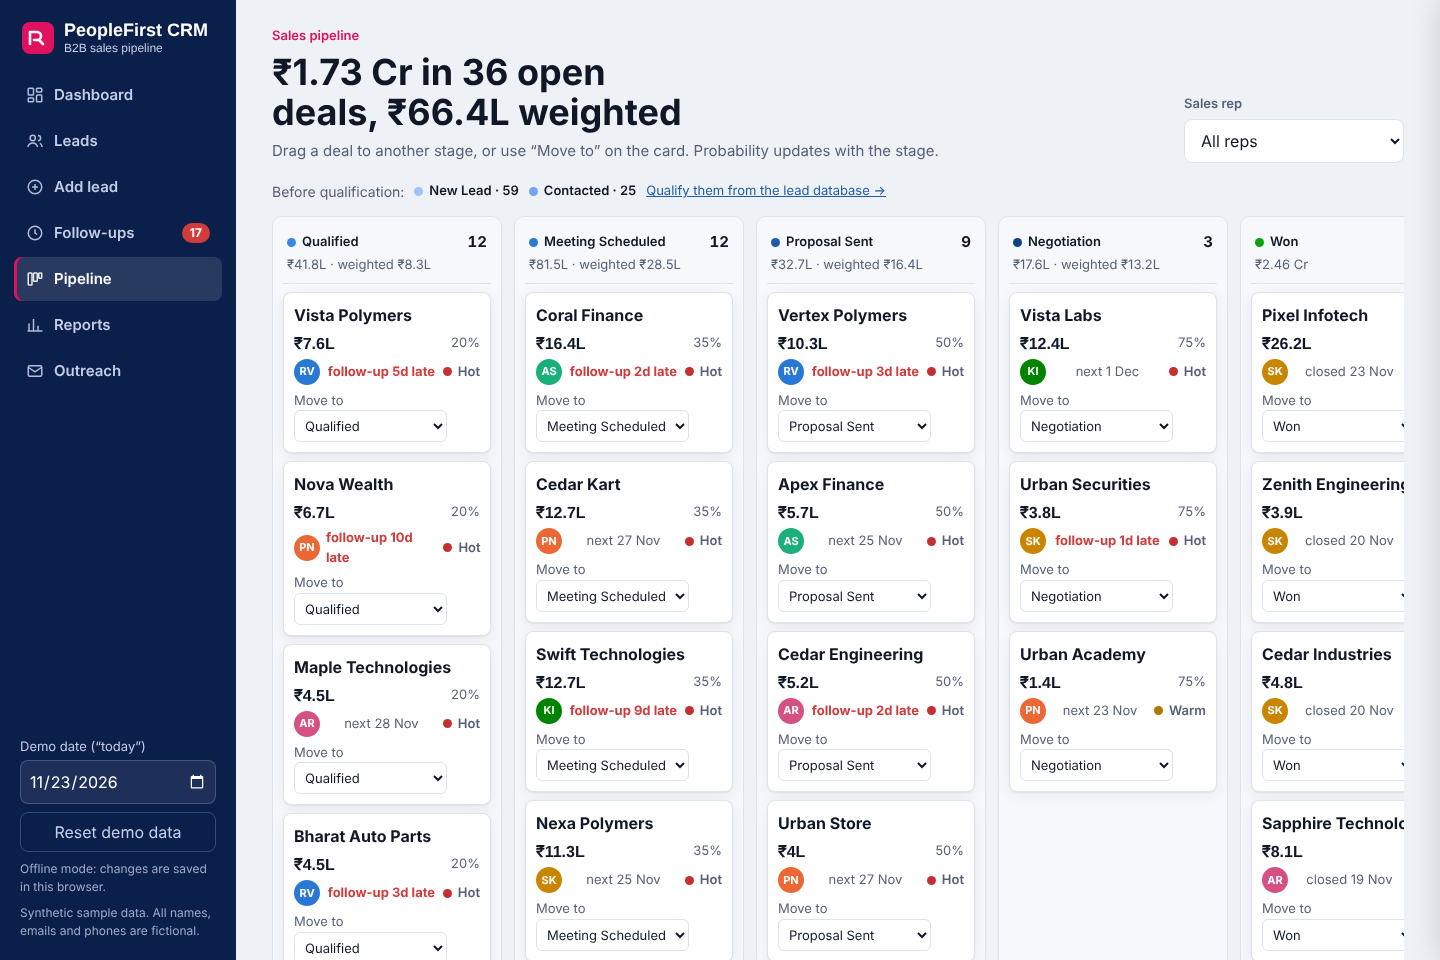 PeopleFirst CRM
B2B sales pipeline
Dashboard
Leads
Add lead
Follow-ups 17
Pipeline
Reports
Outreach
Demo date (“today”)
11/23/2026
Reset demo data
Offline mode: changes are saved
in this browser.
Synthetic sample data. All names,
emails and phones are fictional.
Sales pipeline
₹1.73 Cr in 36 open
deals, ₹66.4L weighted
Drag a deal to another stage, or use “Move to” on the card. Probability updates with the stage.
Sales rep
All reps
Before qualification: New Lead · 59 Contacted · 25 Qualify them from the lead database →
Qualified 12
₹41.8L · weighted ₹8.3L
Vista Polymers
₹7.6L 20%
RV follow-up 5d late Hot
Move to
Qualified
Nova Wealth
₹6.7L 20%
PN follow-up 10d late Hot
Move to
Qualified
Maple Technologies
₹4.5L 20%
AR next 28 Nov Hot
Move to
Qualified
Bharat Auto Parts
₹4.5L 20%
RV follow-up 3d late Hot
Move to
Qualified
Meeting Scheduled 12
₹81.5L · weighted ₹28.5L
Coral Finance
₹16.4L 35%
AS follow-up 2d late Hot
Move to
Meeting Scheduled
Cedar Kart
₹12.7L 35%
PN next 27 Nov Hot
Move to
Meeting Scheduled
Swift Technologies
₹12.7L 35%
KI follow-up 9d late Hot
Move to
Meeting Scheduled
Nexa Polymers
₹11.3L 35%
SK next 25 Nov Hot
Move to
Meeting Scheduled
Proposal Sent 9
₹32.7L · weighted ₹16.4L
Vertex Polymers
₹10.3L 50%
RV follow-up 3d late Hot
Move to
Proposal Sent
Apex Finance
₹5.7L 50%
AS next 25 Nov Hot
Move to
Proposal Sent
Cedar Engineering
₹5.2L 50%
AR follow-up 2d late Hot
Move to
Proposal Sent
Urban Store
₹4L 50%
PN next 27 Nov Hot
Move to
Proposal Sent
Negotiation 3
₹17.6L · weighted ₹13.2L
Vista Labs
₹12.4L 75%
KI next 1 Dec Hot
Move to
Negotiation
Urban Securities
₹3.8L 75%
SK follow-up 1d late Hot
Move to
Negotiation
Urban Academy
₹1.4L 75%
PN next 23 Nov Warm
Move to
Negotiation
Won
₹2.46 Cr
Pixel Infotech
₹26.2L
SK closed 23 Nov
Move to
Won
Zenith Engineering
₹3.9L
SK closed 20 Nov
Move to
Won
Cedar Industries
₹4.8L
SK closed 20 Nov
Move to
Won
Sapphire Technolo
₹8.1L
AR closed 19 Nov
Move to
Won